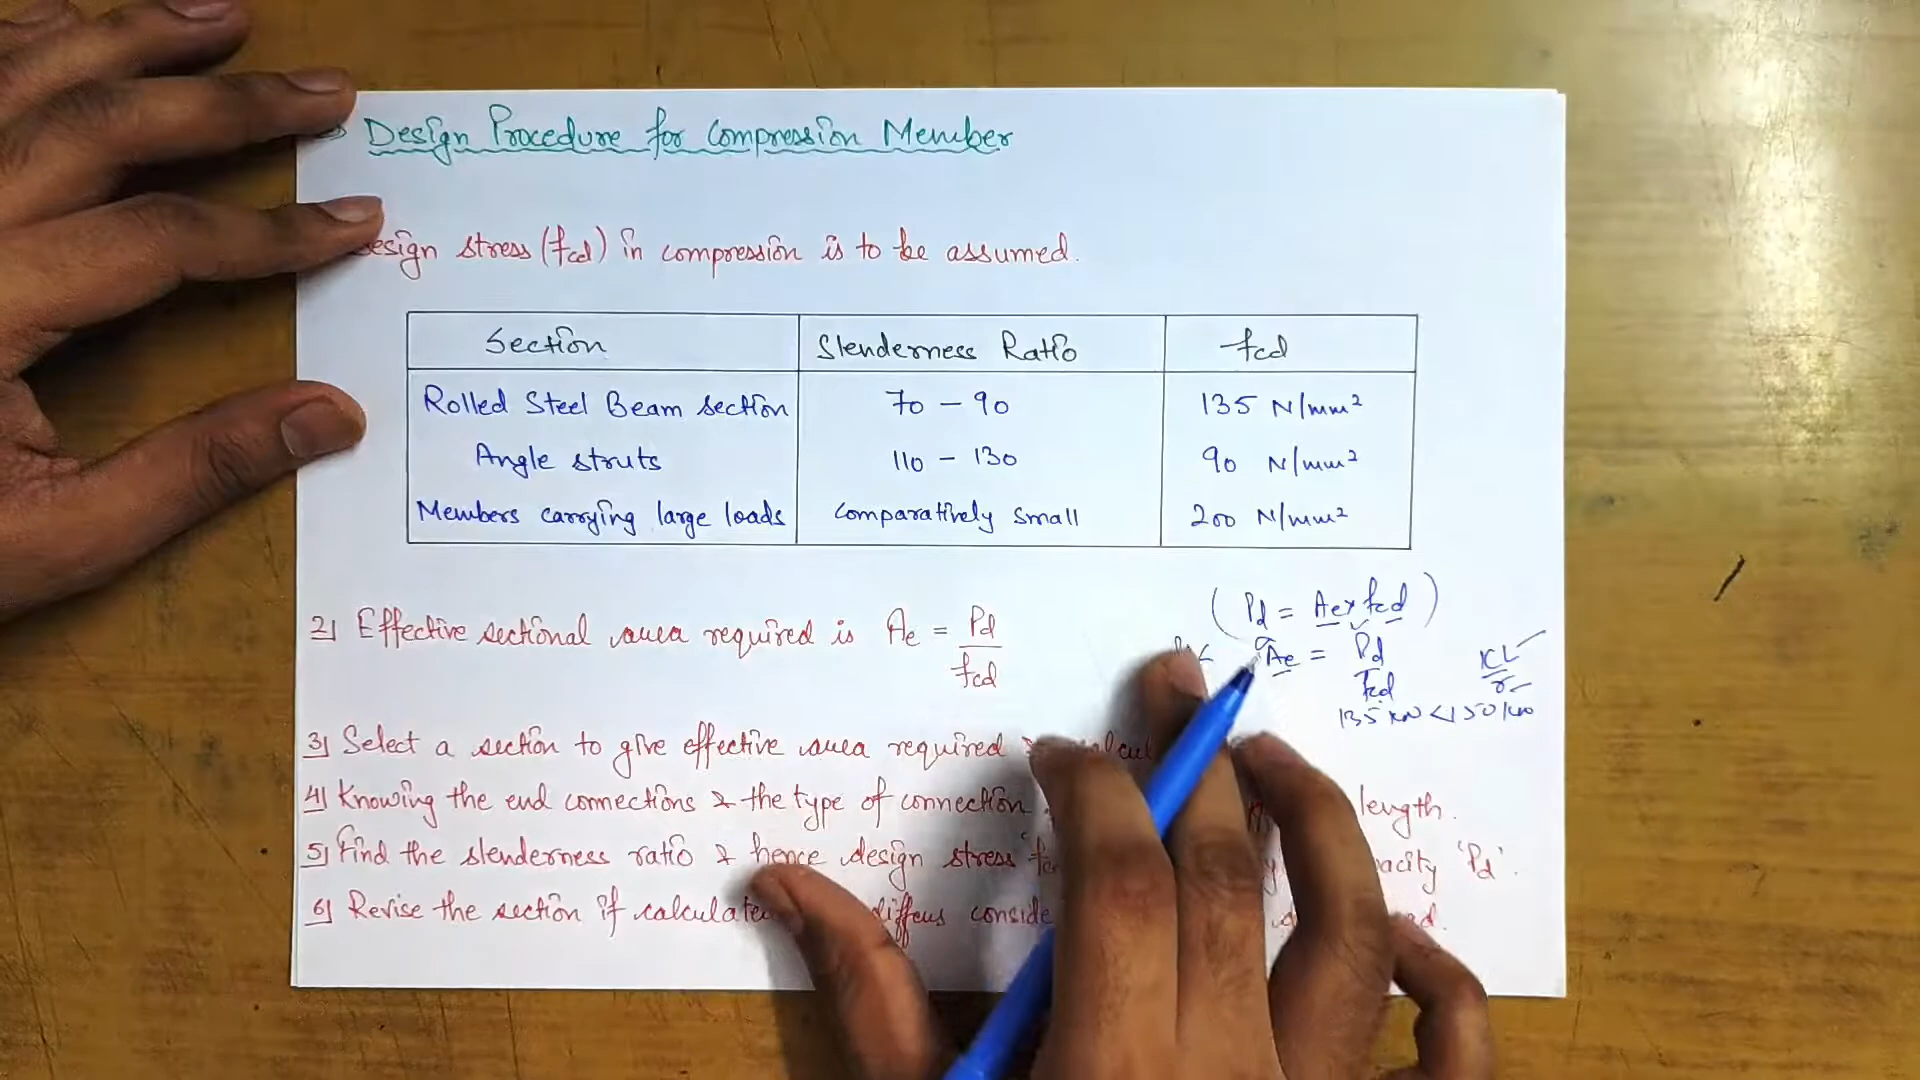 Design Procedure for Compression Member
esign stress (fcd) in compression is to be assumed.
Section Slenderness Ratio fcd
Rolled Steel Beam section 70 - 90 135 N/mm²
Angle struts 110 - 130 90 N/mm²
Members carrying large loads comparatively small 200 N/mm²
(Pd = Ae x fcd)
2) Effective sectional area required is Ae = Pd/fcd
Ae = Pd/fcd
KL/r
135 kN < 150 kN
3) Select a section to give effective area required & calcul
4) Knowing the end connections & the type of connection length.
5) Find the slenderness ratio & hence design stress acity 'Pd'.
6) Revise the section if calculate differs conside